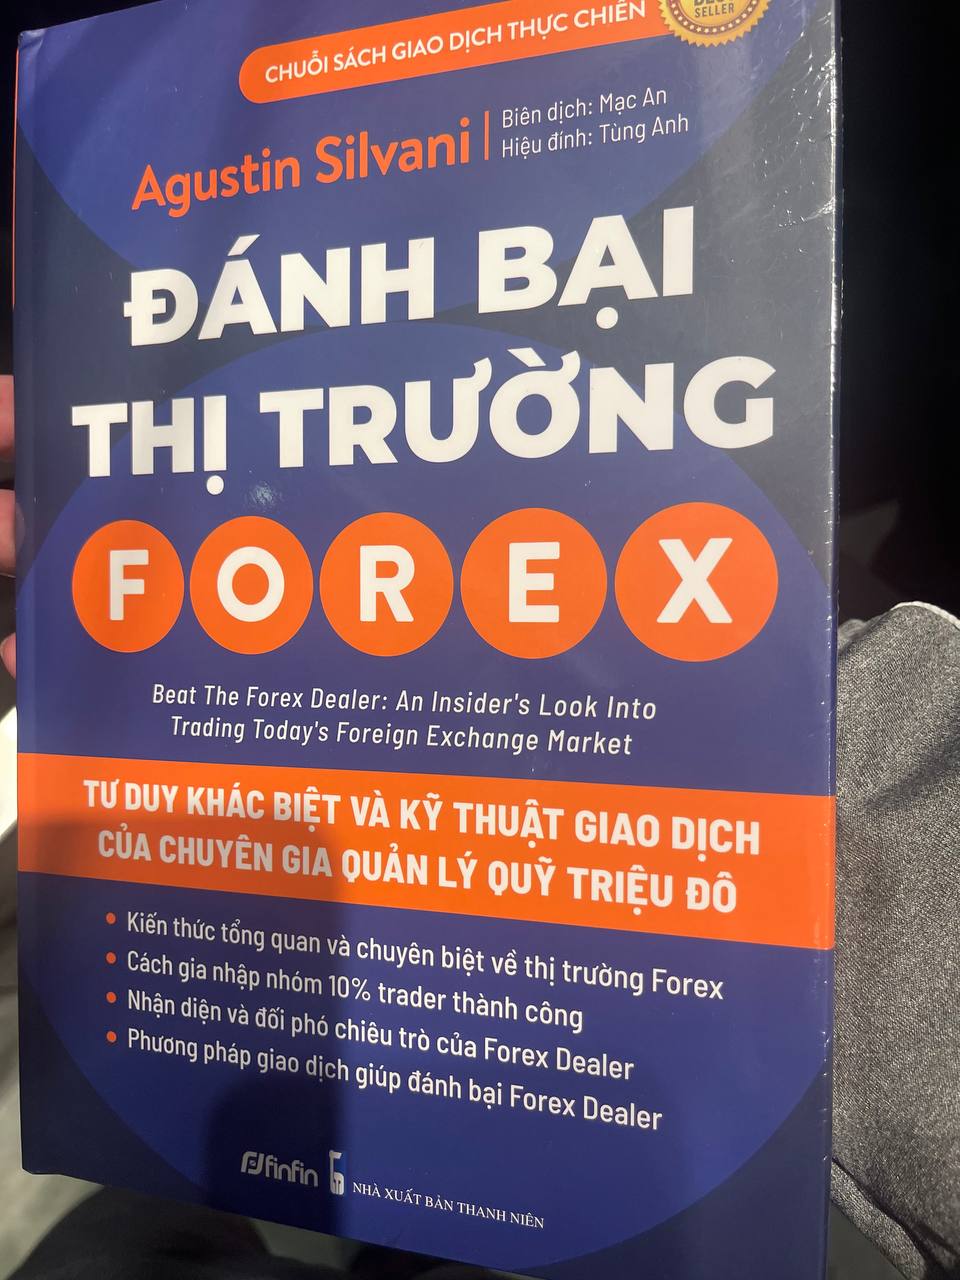 SELLER
CHUỖI SÁCH GIAO DỊCH THỰC CHIẾN
Agustin Silvani
Biên dịch: Mạc An
Hiệu đính: Tùng Anh
ĐÁNH BẠI
THỊ TRƯỜNG
FOREX
Beat The Forex Dealer: An Insider's Look Into
Trading Today's Foreign Exchange Market
TƯ DUY KHÁC BIỆT VÀ KỸ THUẬT GIAO DỊCH
CỦA CHUYÊN GIA QUẢN LÝ QUỸ TRIỆU ĐÔ
• Kiến thức tổng quan và chuyên biệt về thị trường Forex
• Cách gia nhập nhóm 10% trader thành công
• Nhận diện và đối phó chiêu trò của Forex Dealer
• Phương pháp giao dịch giúp đánh bại Forex Dealer
finfin
NHÀ XUẤT BẢN THANH NIÊN